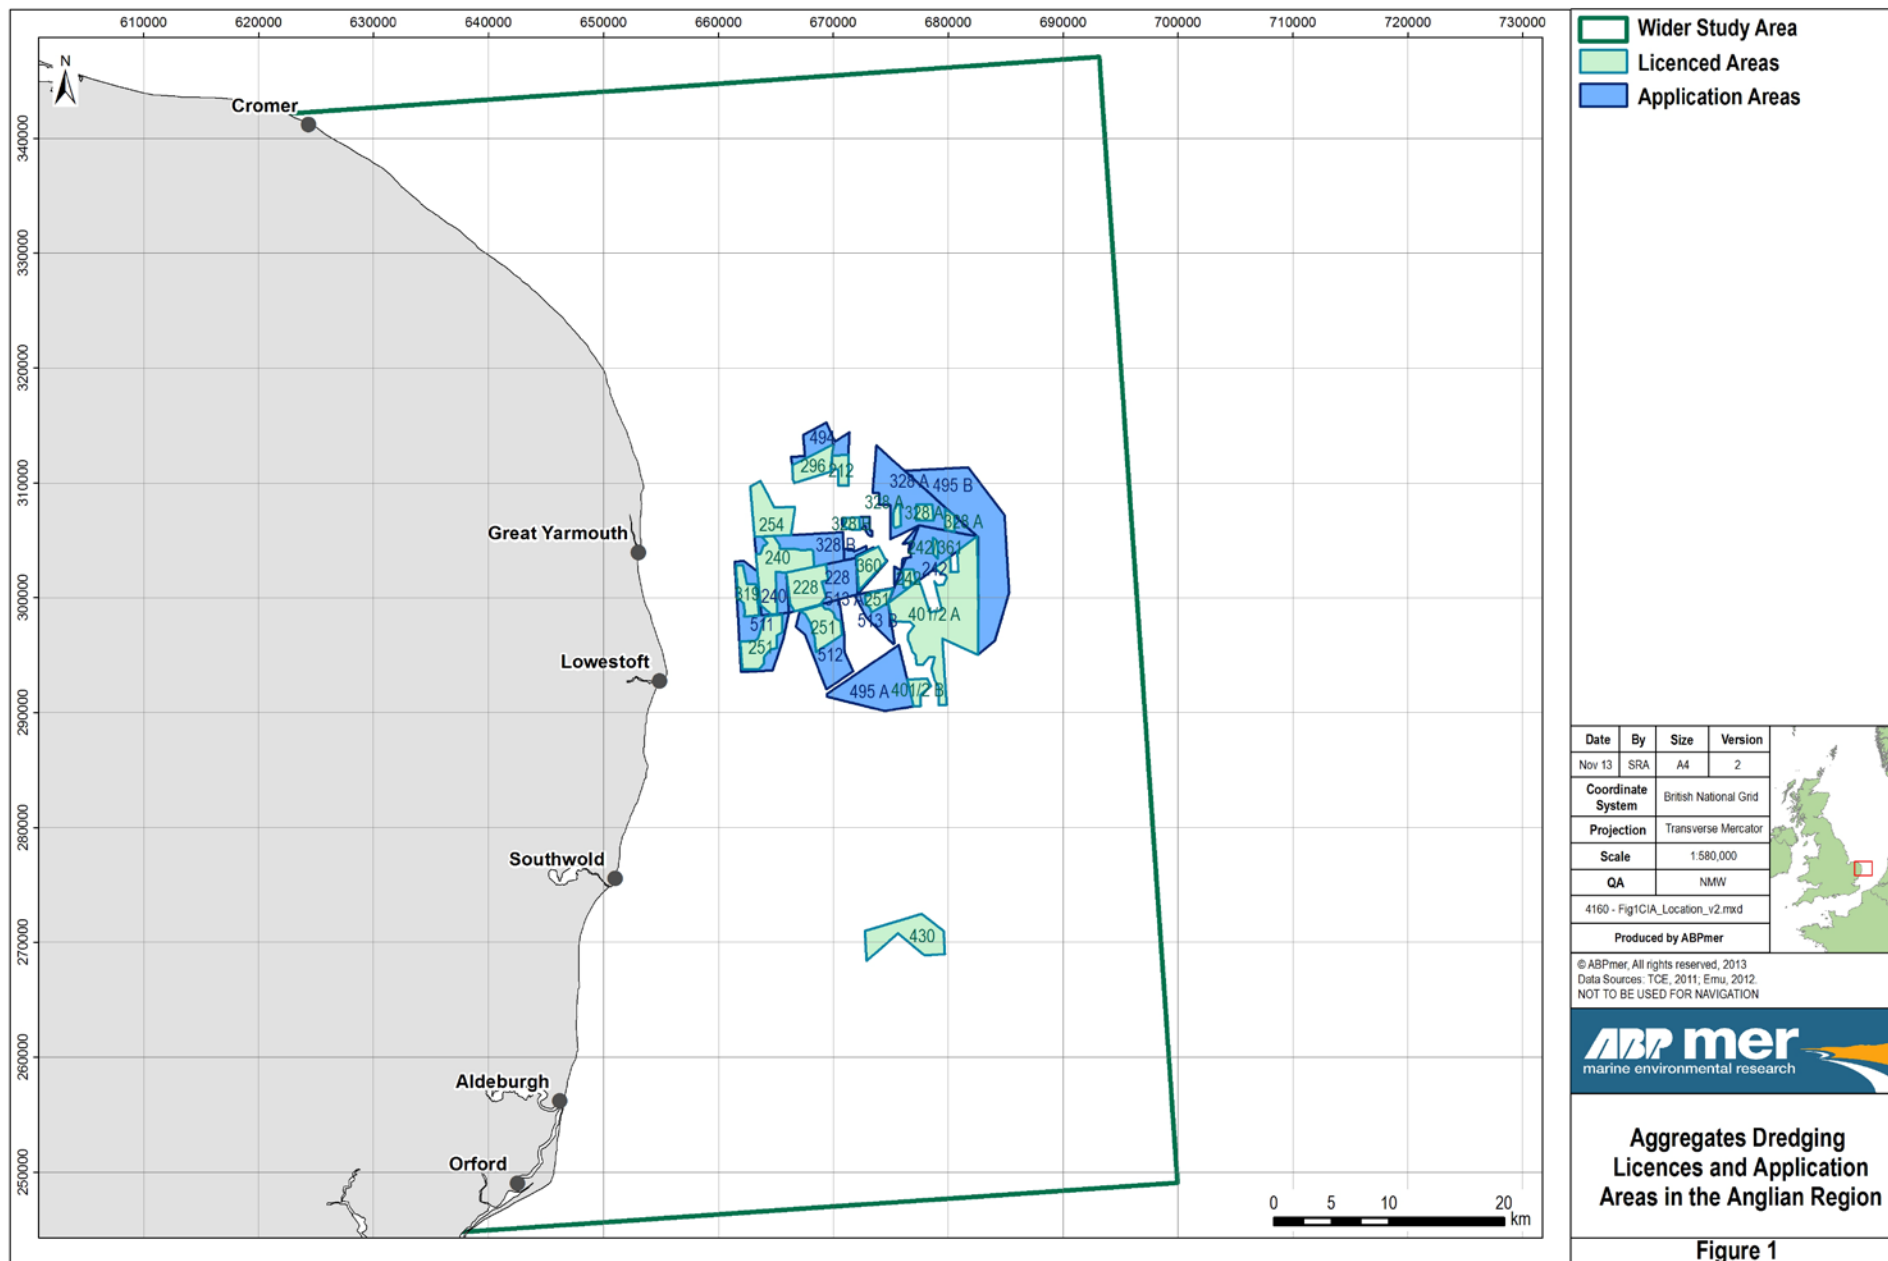 610000 620000 630000 640000 650000 660000 670000 680000 690000 700000 710000 720000 730000
340000
330000
320000
310000
300000
290000
280000
270000
260000
250000
N
Cromer
Great Yarmouth
Lowestoft
Southwold
Aldeburgh
Orford
494
296
212
328 A
495 B
328 A
328 A
328 A
254
328 B
240
242
361
360
242
228
228
242
319
240
513 A
251
401/2 A
511
251
513 B
251
512
495 A
401/2 B
430
0 5 10 20
km
Wider Study Area
Licenced Areas
Application Areas
Date By Size Version
Nov 13 SRA A4 2
Coordinate
System
British National Grid
Projection Transverse Mercator
Scale 1:580,000
QA NMW
4160 - Fig1CIA_Location_v2.mxd
Produced by ABPmer
© ABPmer, All rights reserved, 2013
Data Sources: TCE, 2011; Emu, 2012.
NOT TO BE USED FOR NAVIGATION
ABP mer
marine environmental research
Aggregates Dredging
Licences and Application
Areas in the Anglian Region
Figure 1